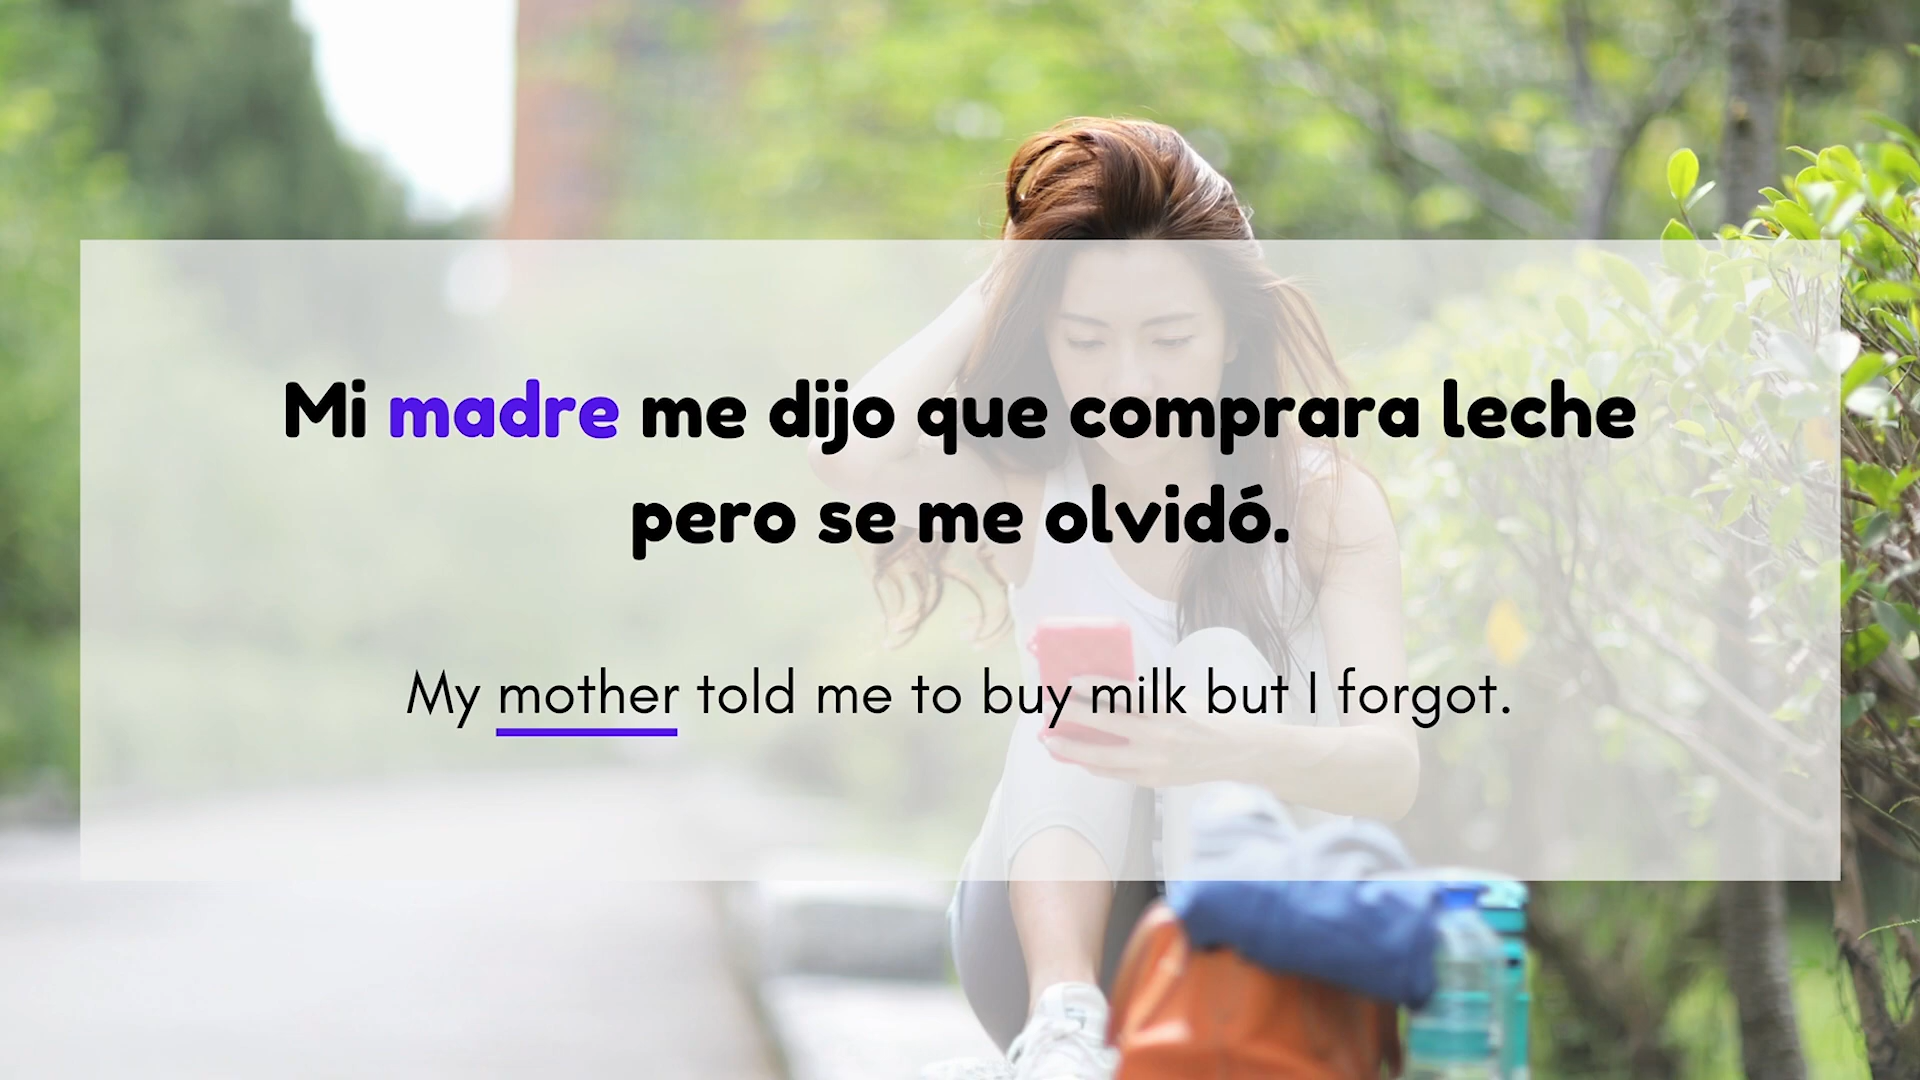 Mi madre me dijo que comprara leche
pero se me olvidó.
My mother told me to buy milk but I forgot.